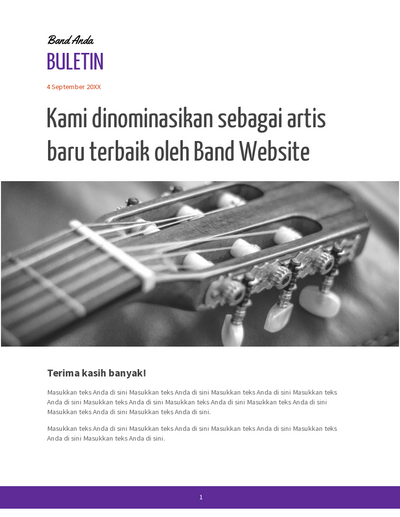 Band Anda
BULETIN
4 September 20XX
Kami dinominasikan sebagai artis
baru terbaik oleh Band Website
Terima kasih banyak!
Masukkan teks Anda di sini Masukkan teks Anda di sini Masukkan teks Anda di sini Masukkan teks
Anda di sini Masukkan teks Anda di sini Masukkan teks Anda di sini Masukkan teks Anda di sini
Masukkan teks Anda di sini Masukkan teks Anda di sini.
Masukkan teks Anda di sini Masukkan teks Anda di sini Masukkan teks Anda di sini Masukkan teks
Anda di sini Masukkan teks Anda di sini.
1